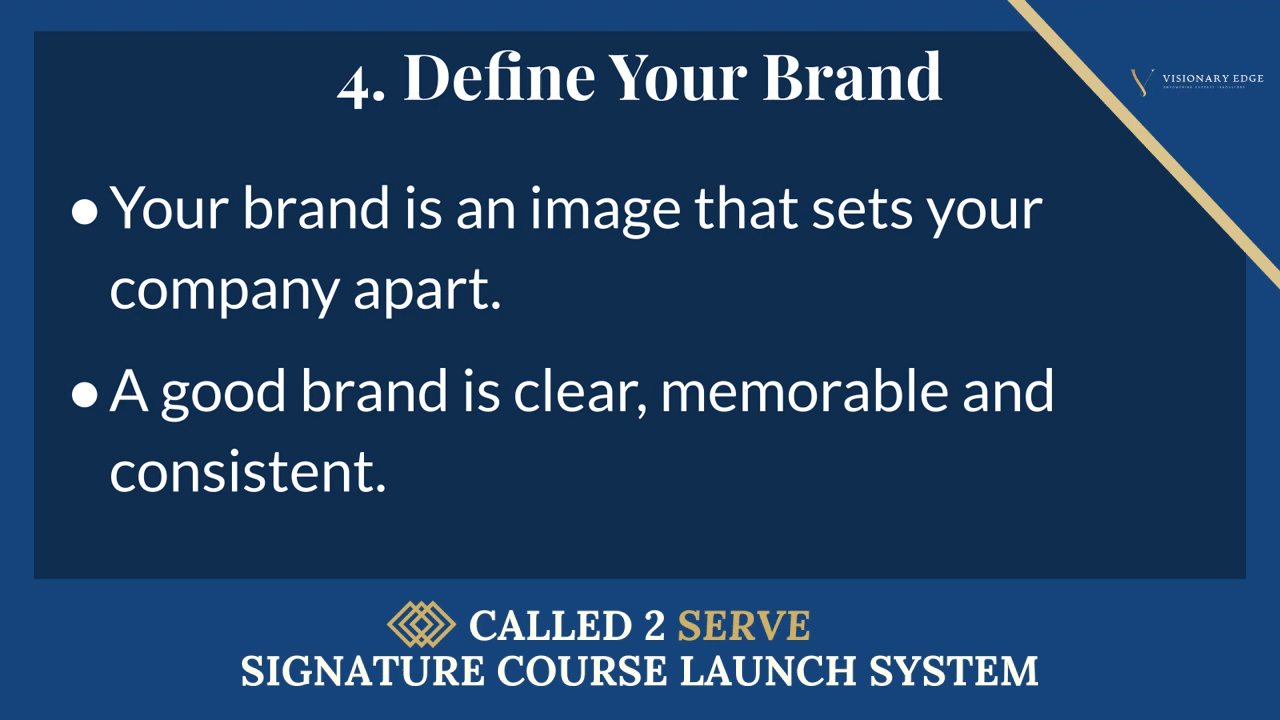 4. Define Your Brand
VISIONARY EDGE
● Your brand is an image that sets your
company apart.
● A good brand is clear, memorable and
consistent.
CALLED 2 SERVE
SIGNATURE COURSE LAUNCH SYSTEM